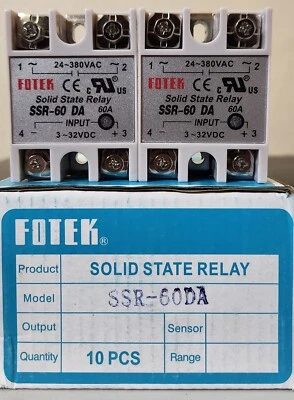 1 ~ 24~380VAC ~ 2
FOTEK CE c UR US
Solid State Relay
SSR-60 DA 60A
INPUT
4 - 3~32VDC + 3
1 ~ 24~380VAC ~ 2
FOTEK CE c UR US
Solid State Relay
SSR-60 DA 60A
INPUT
4 - 3~32VDC + 3
FOTEK®
Product SOLID STATE RELAY
Model SSR-60DA
Output Sensor
Quantity 10 PCS Range